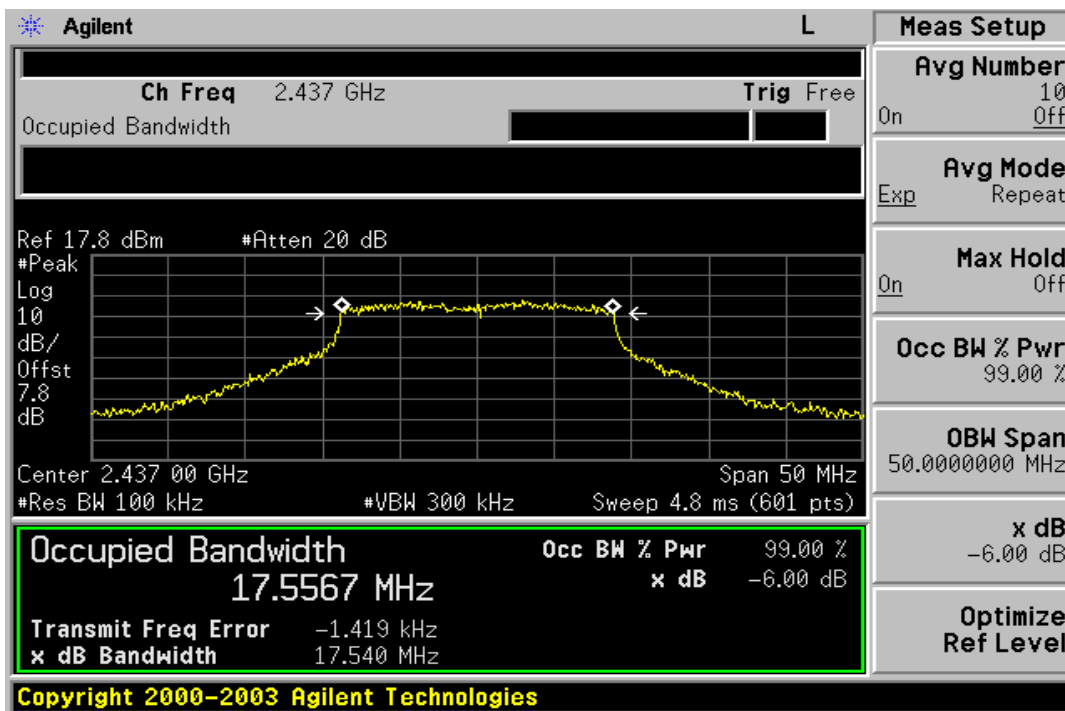 Agilent L
Ch Freq 2.437 GHz Trig Free
Occupied Bandwidth
Ref 17.8 dBm #Atten 20 dB
#Peak
Log
10
dB/
Offst
7.8
dB
Center 2.437 00 GHz Span 50 MHz
#Res BW 100 kHz #VBW 300 kHz Sweep 4.8 ms (601 pts)
Occupied Bandwidth Occ BW % Pwr 99.00 %
17.5567 MHz x dB -6.00 dB
Transmit Freq Error -1.419 kHz
x dB Bandwidth 17.540 MHz
Copyright 2000-2003 Agilent Technologies
Meas Setup
Avg Number
10
On Off
Avg Mode
Exp Repeat
Max Hold
On Off
Occ BW % Pwr
99.00 %
OBW Span
50.0000000 MHz
x dB
-6.00 dB
Optimize
Ref Level